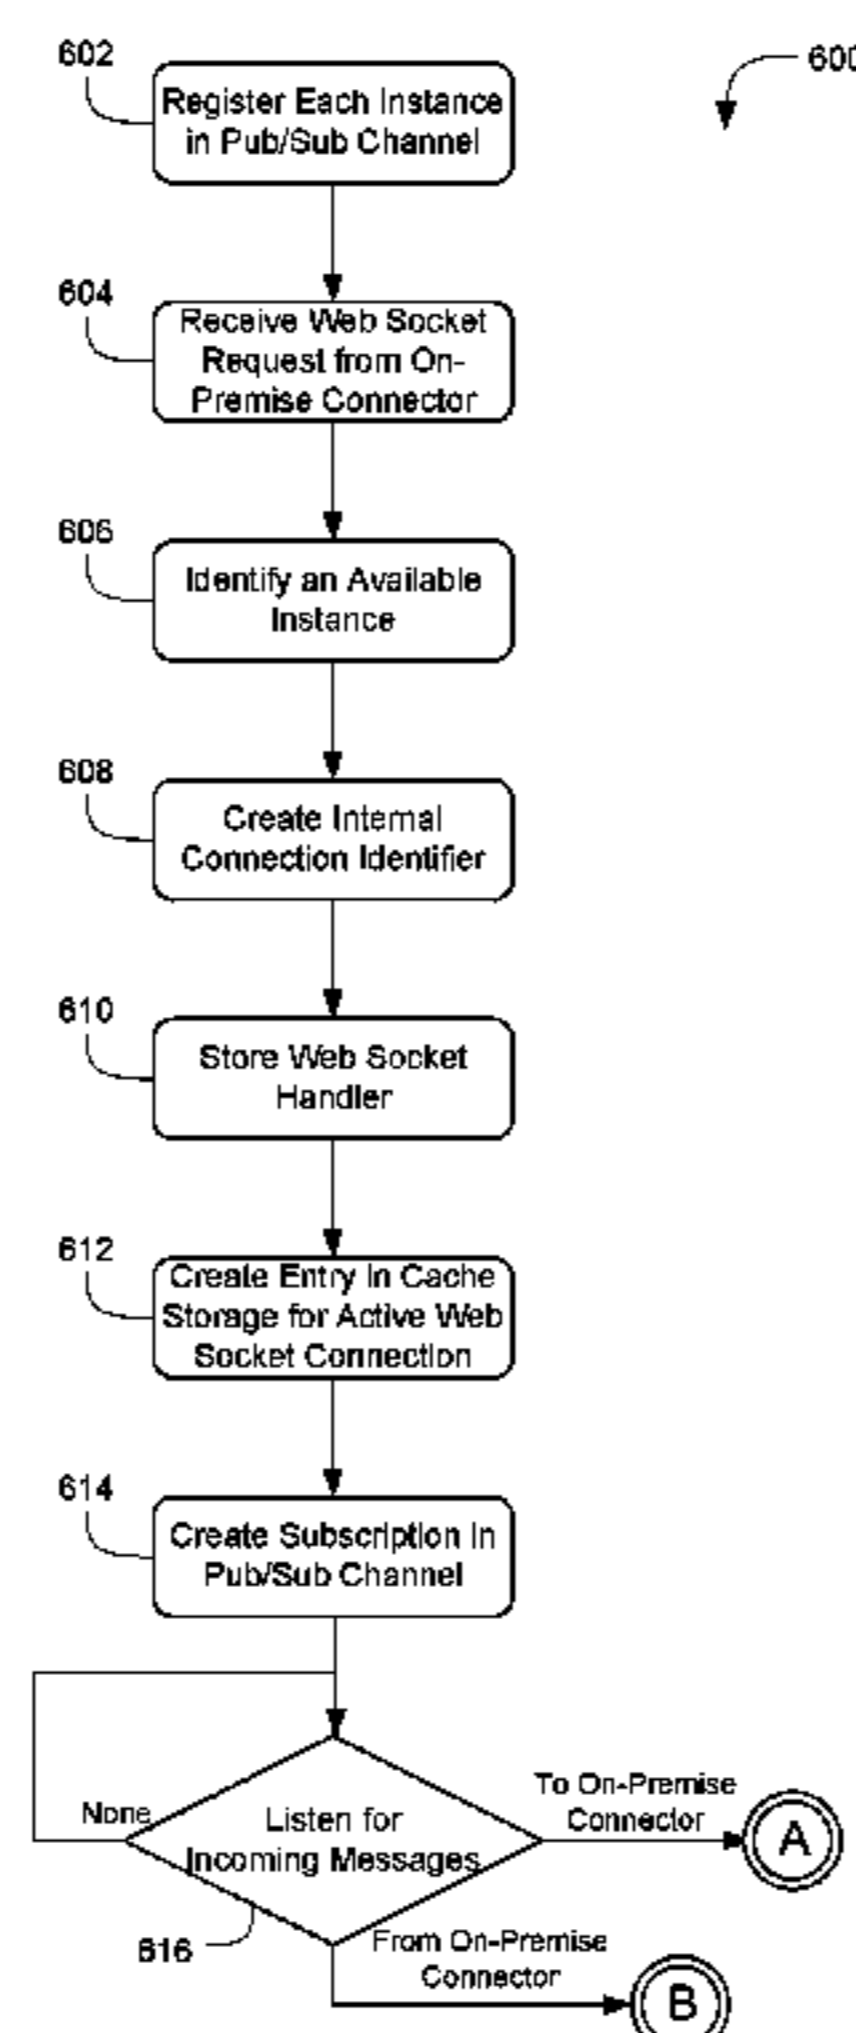 602
600
Register Each Instance
in Pub/Sub Channel
604
Receive Web Socket
Request from On-
Premise Connector
606
Identify an Available
Instance
608
Create Internal
Connection Identifier
610
Store Web Socket
Handler
612
Create Entry in Cache
Storage for Active Web
Socket Connection
614
Create Subscription in
Pub/Sub Channel
None
Listen for
Incoming Messages
To On-Premise
Connector
A
616
From On-Premise
Connector
B